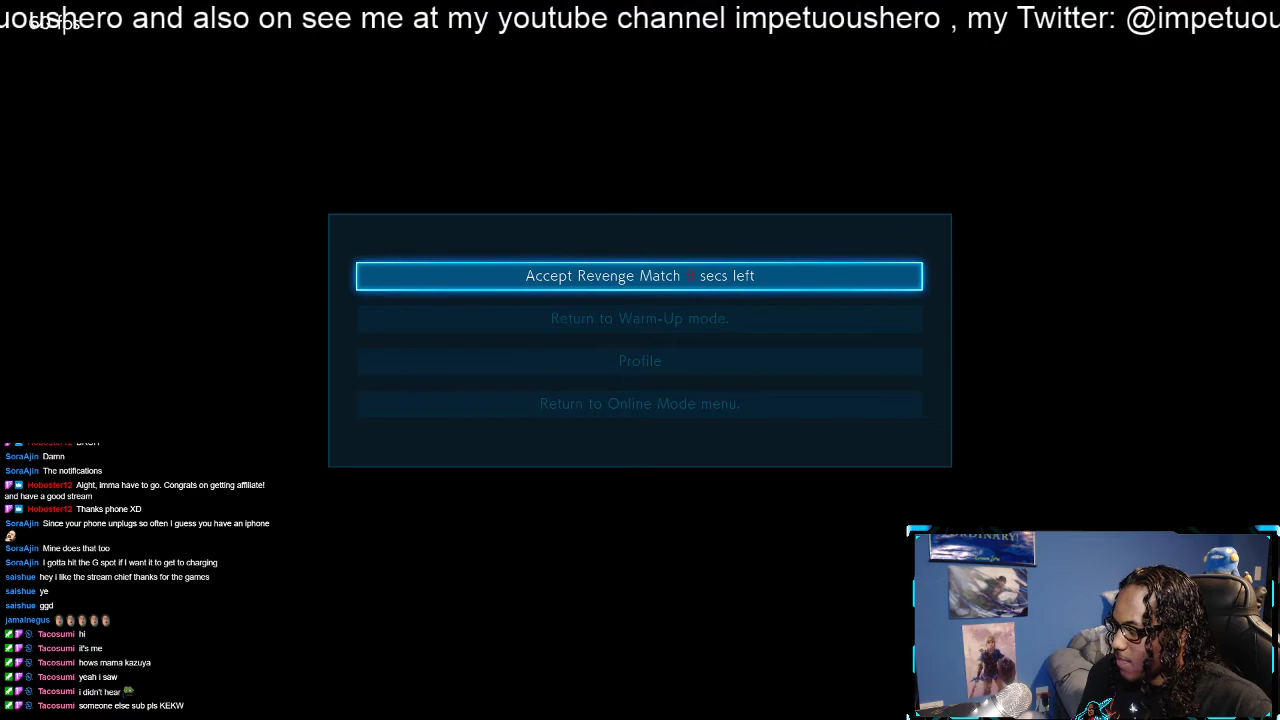 uoushero and also on see me at my youtube channel impetuoushero , my Twitter: @impetuou
fps
Accept Revenge Match secs left
Return to Warm-Up mode.
Profile
Return to Online Mode menu.
SoraAjin Damn
SoraAjin The notifications
Hoboster12 Aight, imma have to go. Congrats on getting affiliate!
and have a good stream
Hoboster12 Thanks phone XD
SoraAjin Since your phone unplugs so often I guess you have an iphone
SoraAjin Mine does that too
SoraAjin I gotta hit the G spot if I want it to get to charging
saishue hey i like the stream chief thanks for the games
saishue ye
saishue ggd
jamalnegus
Tacosumi hi
Tacosumi it's me
Tacosumi hows mama kazuya
Tacosumi yeah i saw
Tacosumi i didn't hear
Tacosumi someone else sub pls KEKW